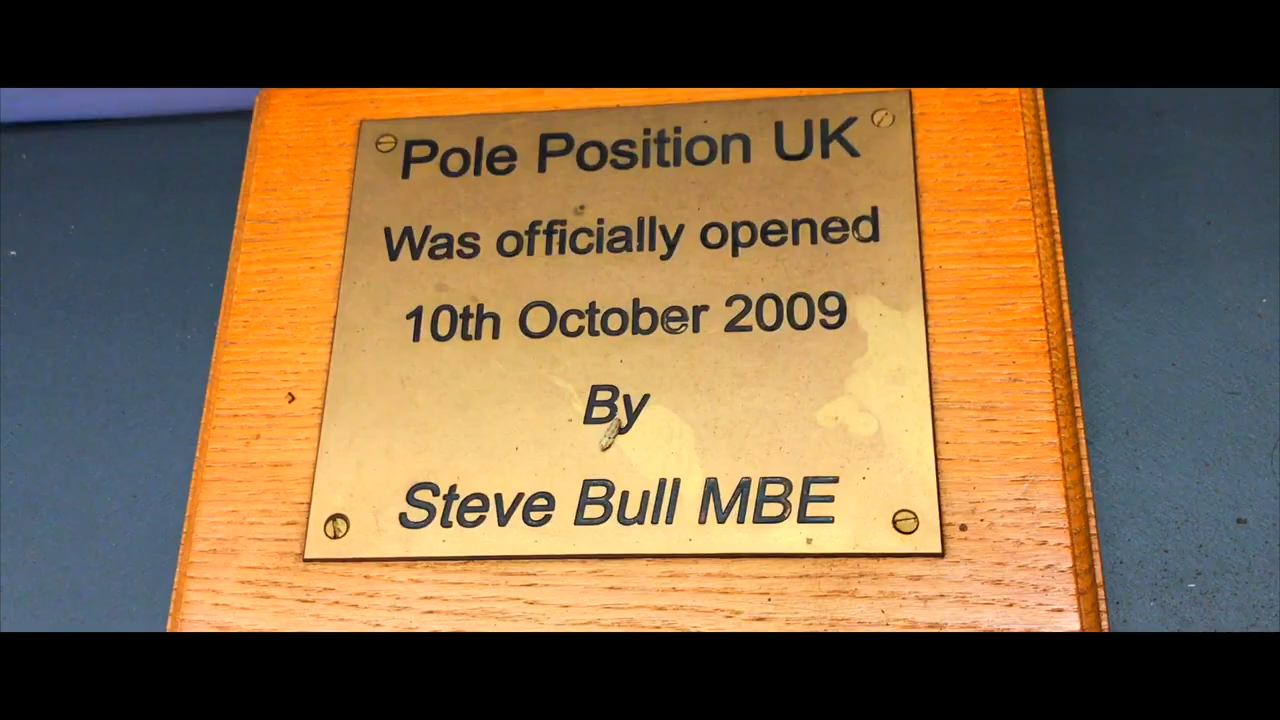 Pole Position UK
Was officially opened
10th October 2009
By
Steve Bull MBE